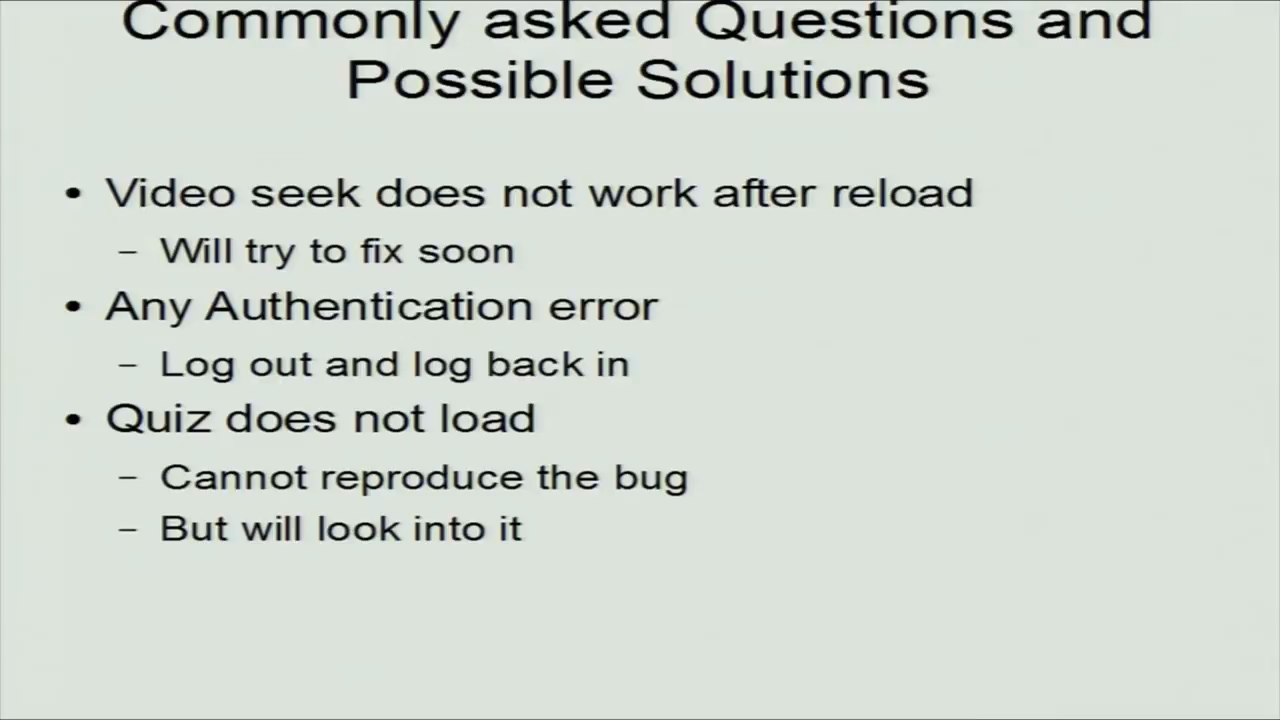 Commonly asked Questions and
Possible Solutions
• Video seek does not work after reload
– Will try to fix soon
• Any Authentication error
– Log out and log back in
• Quiz does not load
– Cannot reproduce the bug
– But will look into it